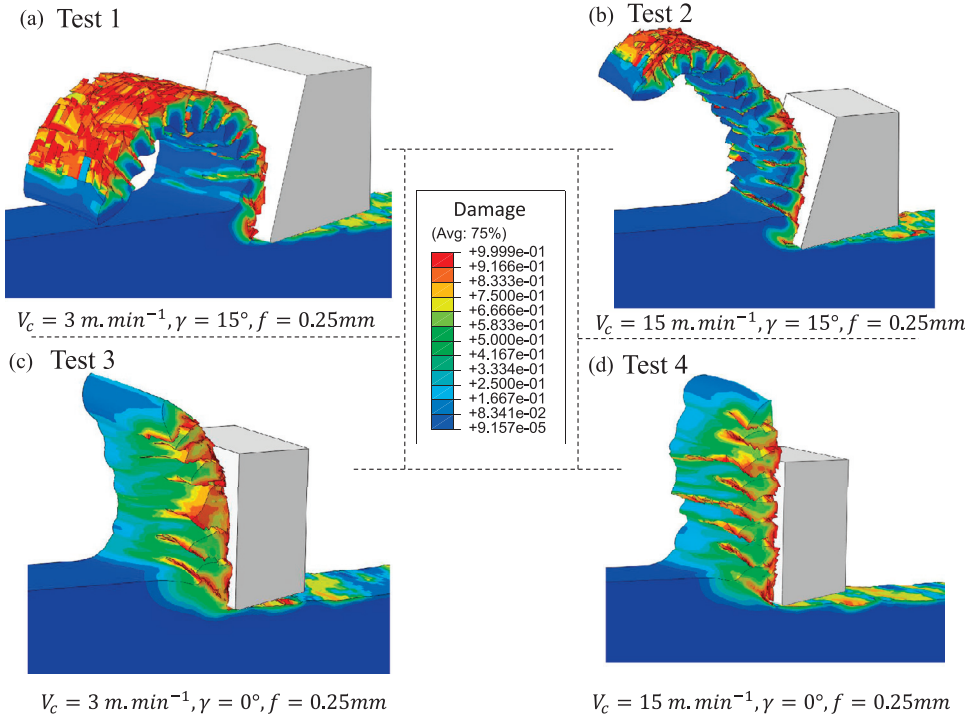 (a) Test 1
(b) Test 2
Damage
(Avg: 75%)
+9.999e-01
+9.166e-01
+8.333e-01
+7.500e-01
+6.666e-01
+5.833e-01
+5.000e-01
+4.167e-01
+3.334e-01
+2.500e-01
+1.667e-01
+8.341e-02
+9.157e-05
V_c = 3 m.min⁻¹, γ = 15°, f = 0.25mm
V_c = 15 m.min⁻¹, γ = 15°, f = 0.25mm
(c) Test 3
(d) Test 4
V_c = 3 m.min⁻¹, γ = 0°, f = 0.25mm
V_c = 15 m.min⁻¹, γ = 0°, f = 0.25mm